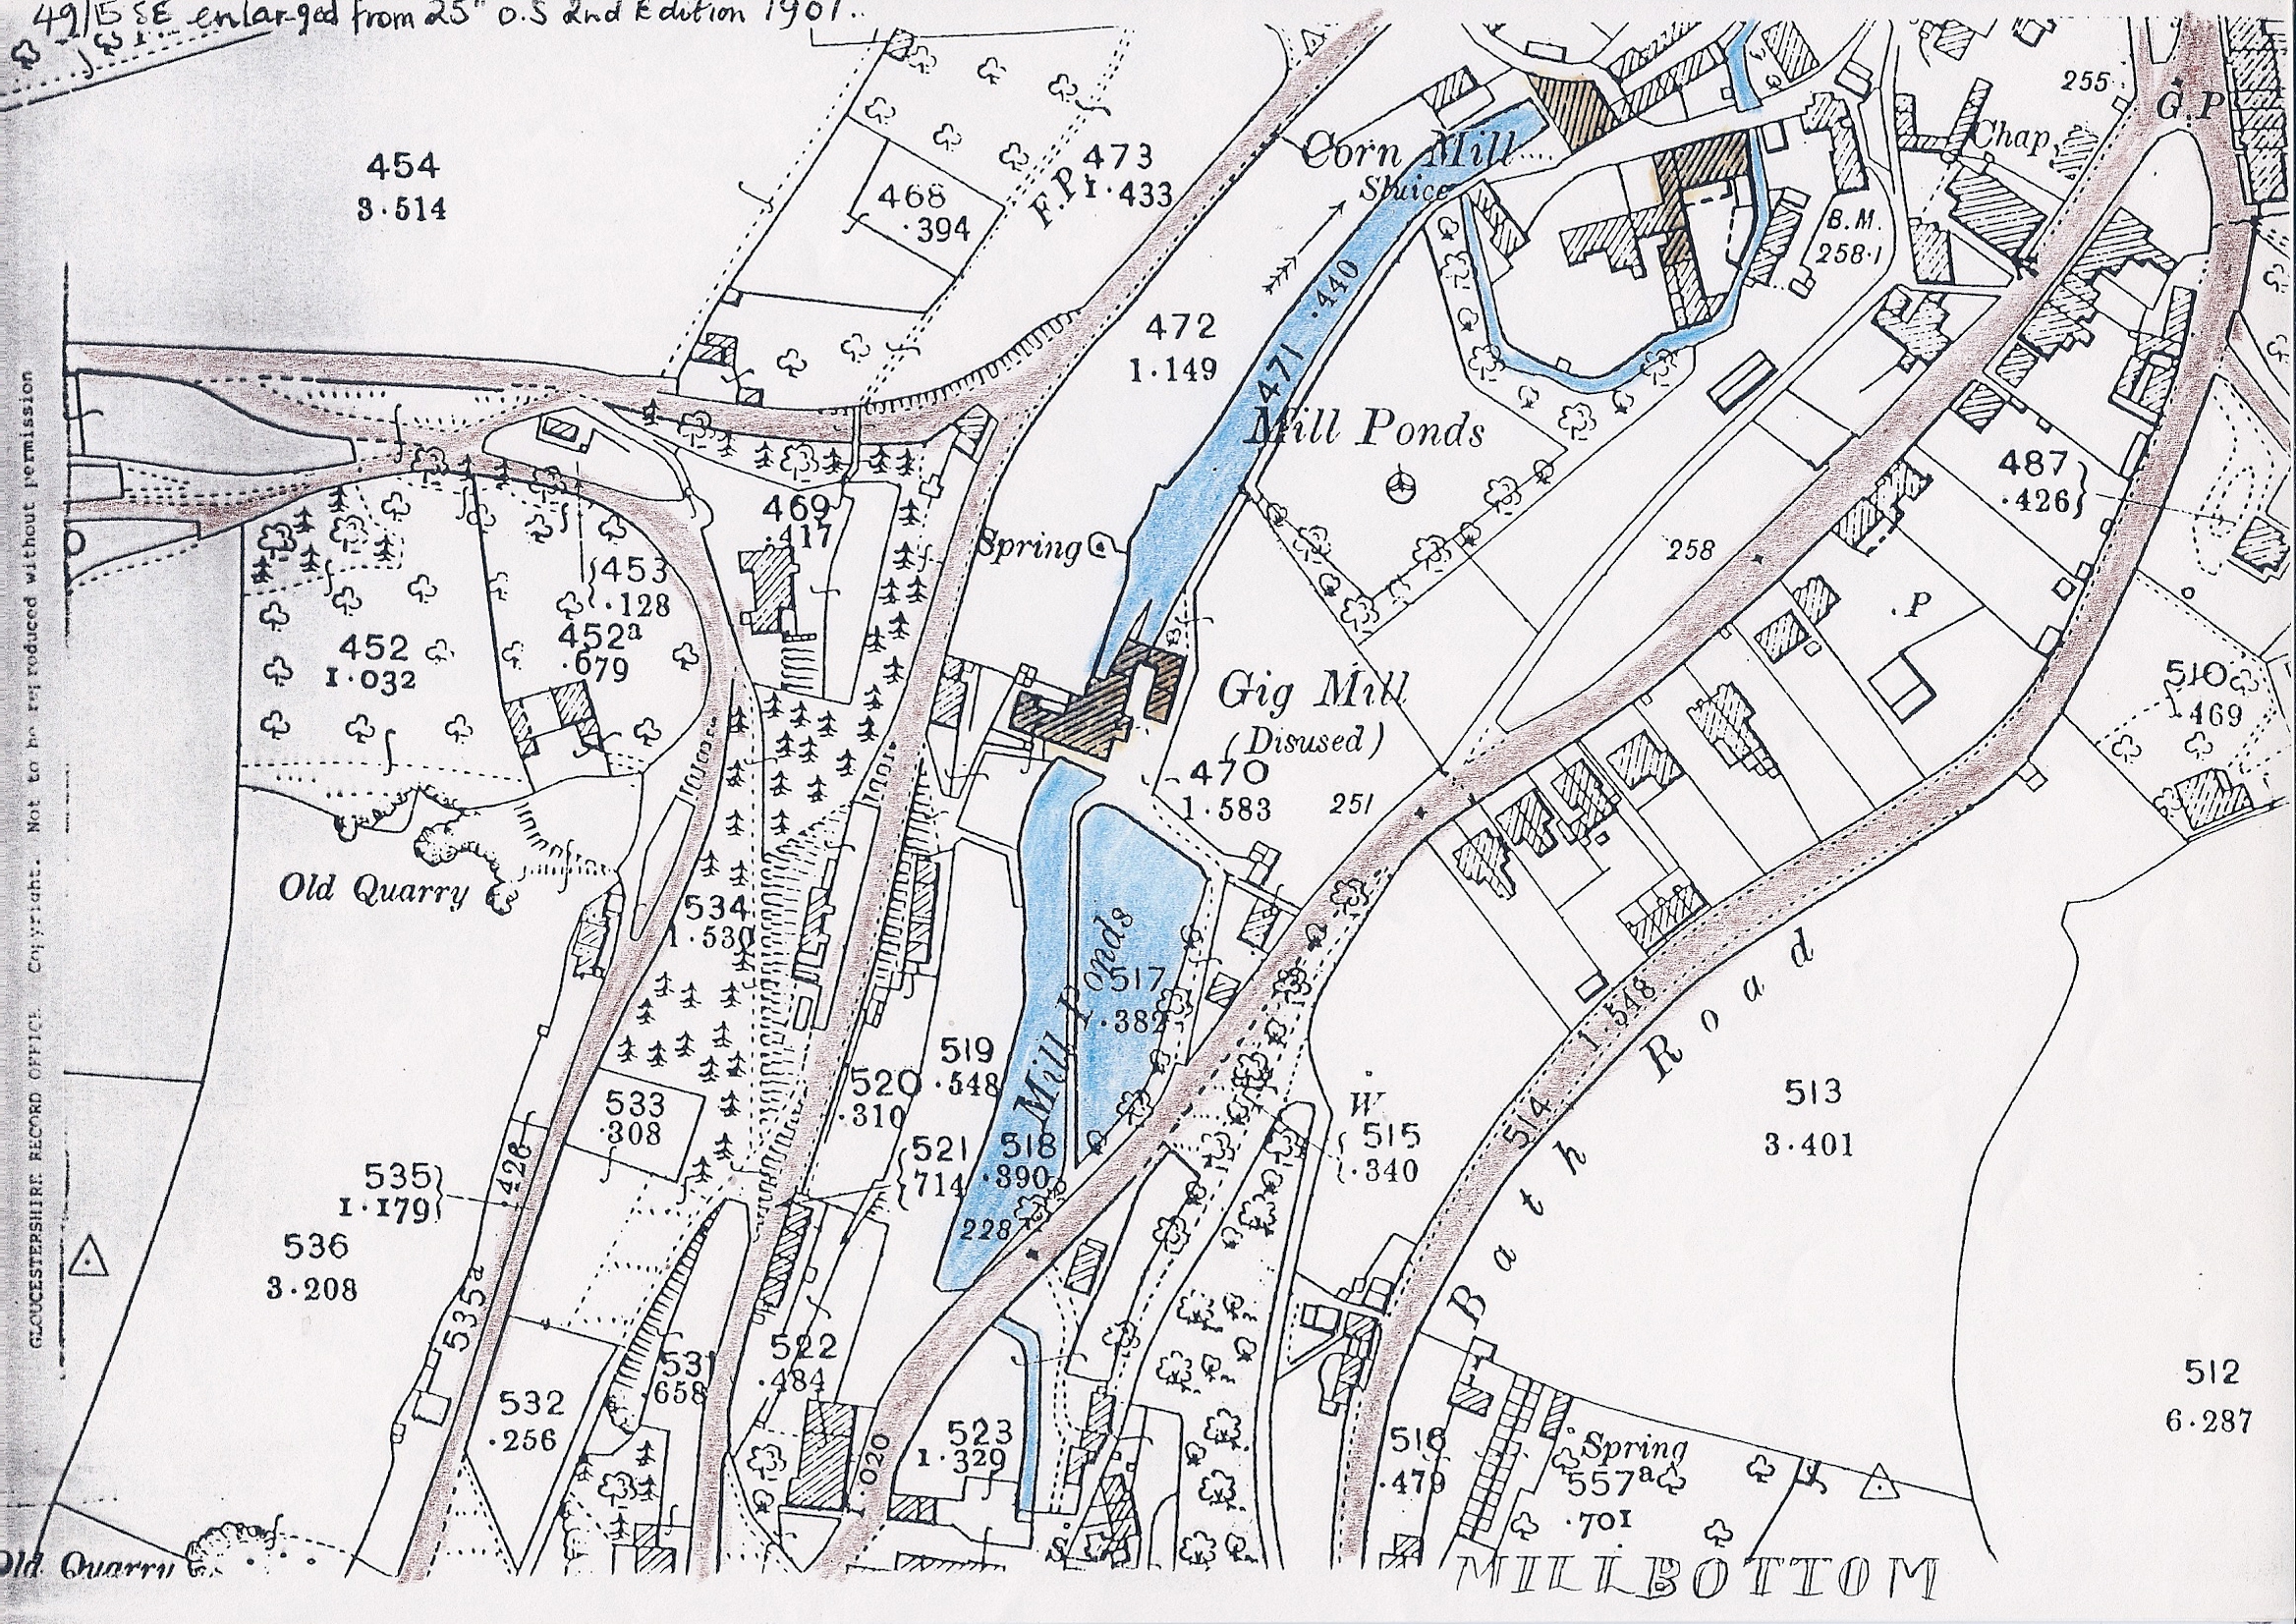 49/15 SE enlarged from 25" O.S 2nd Edition 1901.
GLOUCESTERSHIRE RECORD OFFICE. Copyright. Not to be reproduced without permission
454
3·514
468
·394
473
1·433
F.P.
Corn Mill
Sluice
255
G.P
Chap.
B.M.
258·1
472
1·149
471
·440
Mill Ponds
487
·426
469
·417
Spring
258
P
453
·128
452
1·032
452a
·679
510
·469
Gig Mill
(Disused)
470
1·583
251
Old Quarry
534
1·530
Mill Ponds
517
·382
519
·548
520
·310
521
714
518
·390
228
533
·308
W
515
·340
514
1·548
Bath Road
513
3·401
535
1·179
·426
536
3·208
535a
531
·658
522
·484
532
·256
523
1·329
·020
516
·479
Spring
557a
·701
512
6·287
Old Quarry
S.
MILLBOTTOM